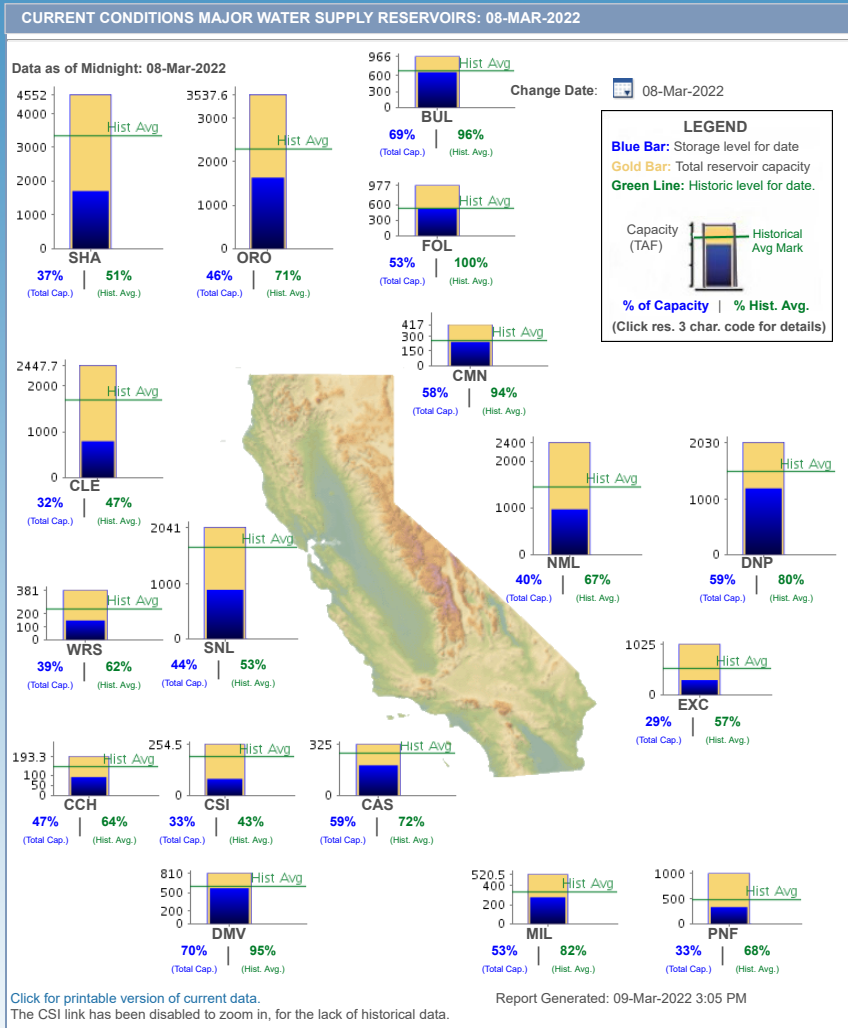 CURRENT CONDITIONS MAJOR WATER SUPPLY RESERVOIRS: 08-MAR-2022
Data as of Midnight: 08-Mar-2022
Change Date: 08-Mar-2022
LEGEND
Blue Bar: Storage level for date
Gold Bar: Total reservoir capacity
Green Line: Historic level for date.
Capacity
(TAF)
Historical
Avg Mark
% of Capacity | % Hist. Avg.
(Click res. 3 char. code for details)
4552
4000
3000
2000
1000
0
Hist Avg
SHA
37% | 51%
(Total Cap.) (Hist. Avg.)
3537.6
3000
2000
1000
0
Hist Avg
ORO
46% | 71%
(Total Cap.) (Hist. Avg.)
966
600
300
0
Hist Avg
BUL
69% | 96%
(Total Cap.) (Hist. Avg.)
977
600
300
0
Hist Avg
FOL
53% | 100%
(Total Cap.) (Hist. Avg.)
417
300
150
0
Hist Avg
CMN
58% | 94%
(Total Cap.) (Hist. Avg.)
2447.7
2000
1000
0
Hist Avg
CLE
32% | 47%
(Total Cap.) (Hist. Avg.)
2400
2000
1000
0
Hist Avg
NML
40% | 67%
(Total Cap.) (Hist. Avg.)
2030
1000
0
Hist Avg
DNP
59% | 80%
(Total Cap.) (Hist. Avg.)
2041
1000
0
Hist Avg
SNL
44% | 53%
(Total Cap.) (Hist. Avg.)
381
200
100
0
Hist Avg
WRS
39% | 62%
(Total Cap.) (Hist. Avg.)
1025
0
Hist Avg
EXC
29% | 57%
(Total Cap.) (Hist. Avg.)
193.3
100
50
0
Hist Avg
CCH
47% | 64%
(Total Cap.) (Hist. Avg.)
254.5
0
Hist Avg
CSI
33% | 43%
(Total Cap.) (Hist. Avg.)
325
0
Hist Avg
CAS
59% | 72%
(Total Cap.) (Hist. Avg.)
810
500
200
0
Hist Avg
DMV
70% | 95%
(Total Cap.) (Hist. Avg.)
520.5
400
200
0
Hist Avg
MIL
53% | 82%
(Total Cap.) (Hist. Avg.)
1000
500
0
Hist Avg
PNF
33% | 68%
(Total Cap.) (Hist. Avg.)
Click for printable version of current data.
Report Generated: 09-Mar-2022 3:05 PM
The CSI link has been disabled to zoom in, for the lack of historical data.